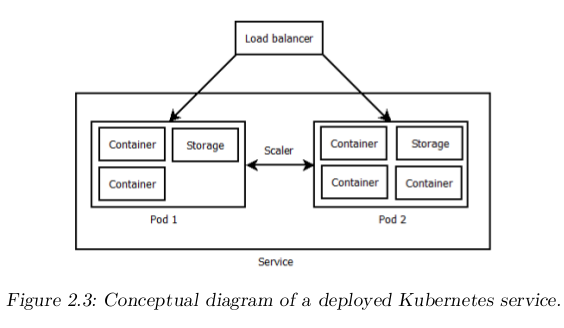 Load balancer
Container
Storage
Container
Pod 1
Scaler
Container
Storage
Container
Container
Pod 2
Service
Figure 2.3: Conceptual diagram of a deployed Kubernetes service.